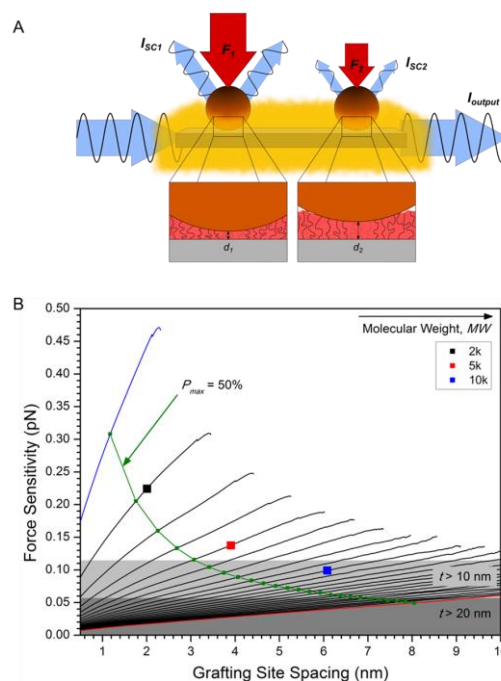 A
I_SC1
F_1
I_SC2
F_2
I_output
d_1
d_2
B
Molecular Weight, MW
2k
5k
10k
P_max = 50%
t > 10 nm
t > 20 nm
Force Sensitivity (pN)
0.50
0.45
0.40
0.35
0.30
0.25
0.20
0.15
0.10
0.05
0.00
1 2 3 4 5 6 7 8 9 10
Grafting Site Spacing (nm)